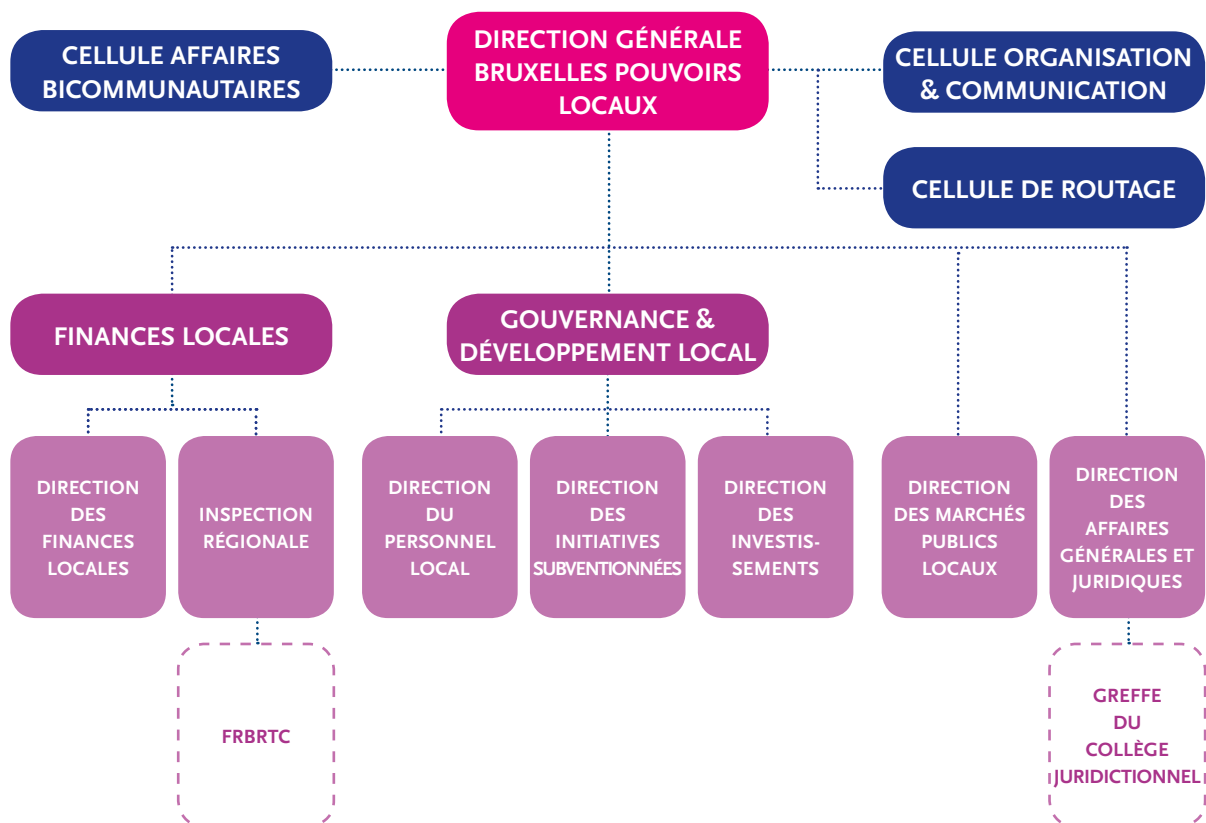 CELLULE AFFAIRES
BICOMMUNAUTAIRES
DIRECTION GÉNÉRALE
BRUXELLES POUVOIRS
LOCAUX
CELLULE ORGANISATION
& COMMUNICATION
CELLULE DE ROUTAGE
FINANCES LOCALES
GOUVERNANCE &
DÉVELOPPEMENT LOCAL
DIRECTION
DES
FINANCES
LOCALES
INSPECTION
RÉGIONALE
DIRECTION
DU
PERSONNEL
LOCAL
DIRECTION
DES
INITIATIVES
SUBVENTIONNÉES
DIRECTION
DES
INVESTIS-
SEMENTS
DIRECTION
DES MARCHÉS
PUBLICS
LOCAUX
DIRECTION
DES
AFFAIRES
GÉNÉRALES ET
JURIDIQUES
FRBRTC
GREFFE
DU
COLLÈGE
JURIDICTIONNEL